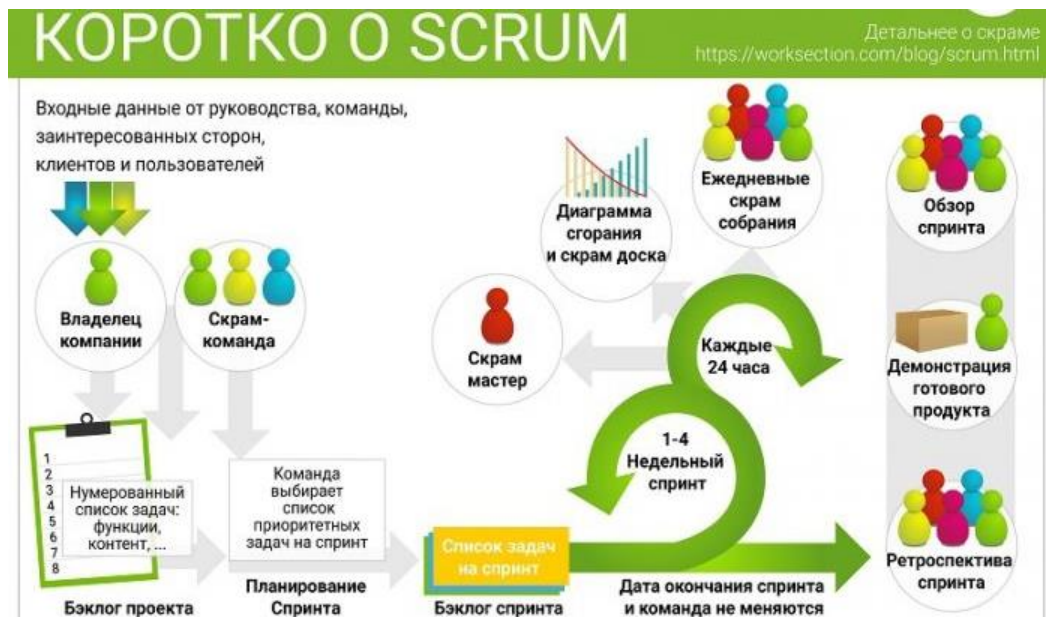 КОРОТКО О SCRUM
Детальнее о скраме
https://worksection.com/blog/scrum.html
Входные данные от руководства, команды,
заинтересованных сторон,
клиентов и пользователей
Владелец
компании
Скрам-
команда
Диаграмма
сгорания
и скрам доска
Ежедневные
скрам
собрания
Обзор
спринта
Скрам
мастер
Каждые
24 часа
Демонстрация
готового
продукта
1-4
Недельный
спринт
1
2
3
4
5
6
7
8
Нумерованный
список задач:
функции,
контент, ...
Команда
выбирает
список
приоритетных
задач на спринт
Список задач
на спринт
Ретроспектива
спринта
Бэклог проекта
Планирование
Спринта
Бэклог спринта
Дата окончания спринта
и команда не меняются